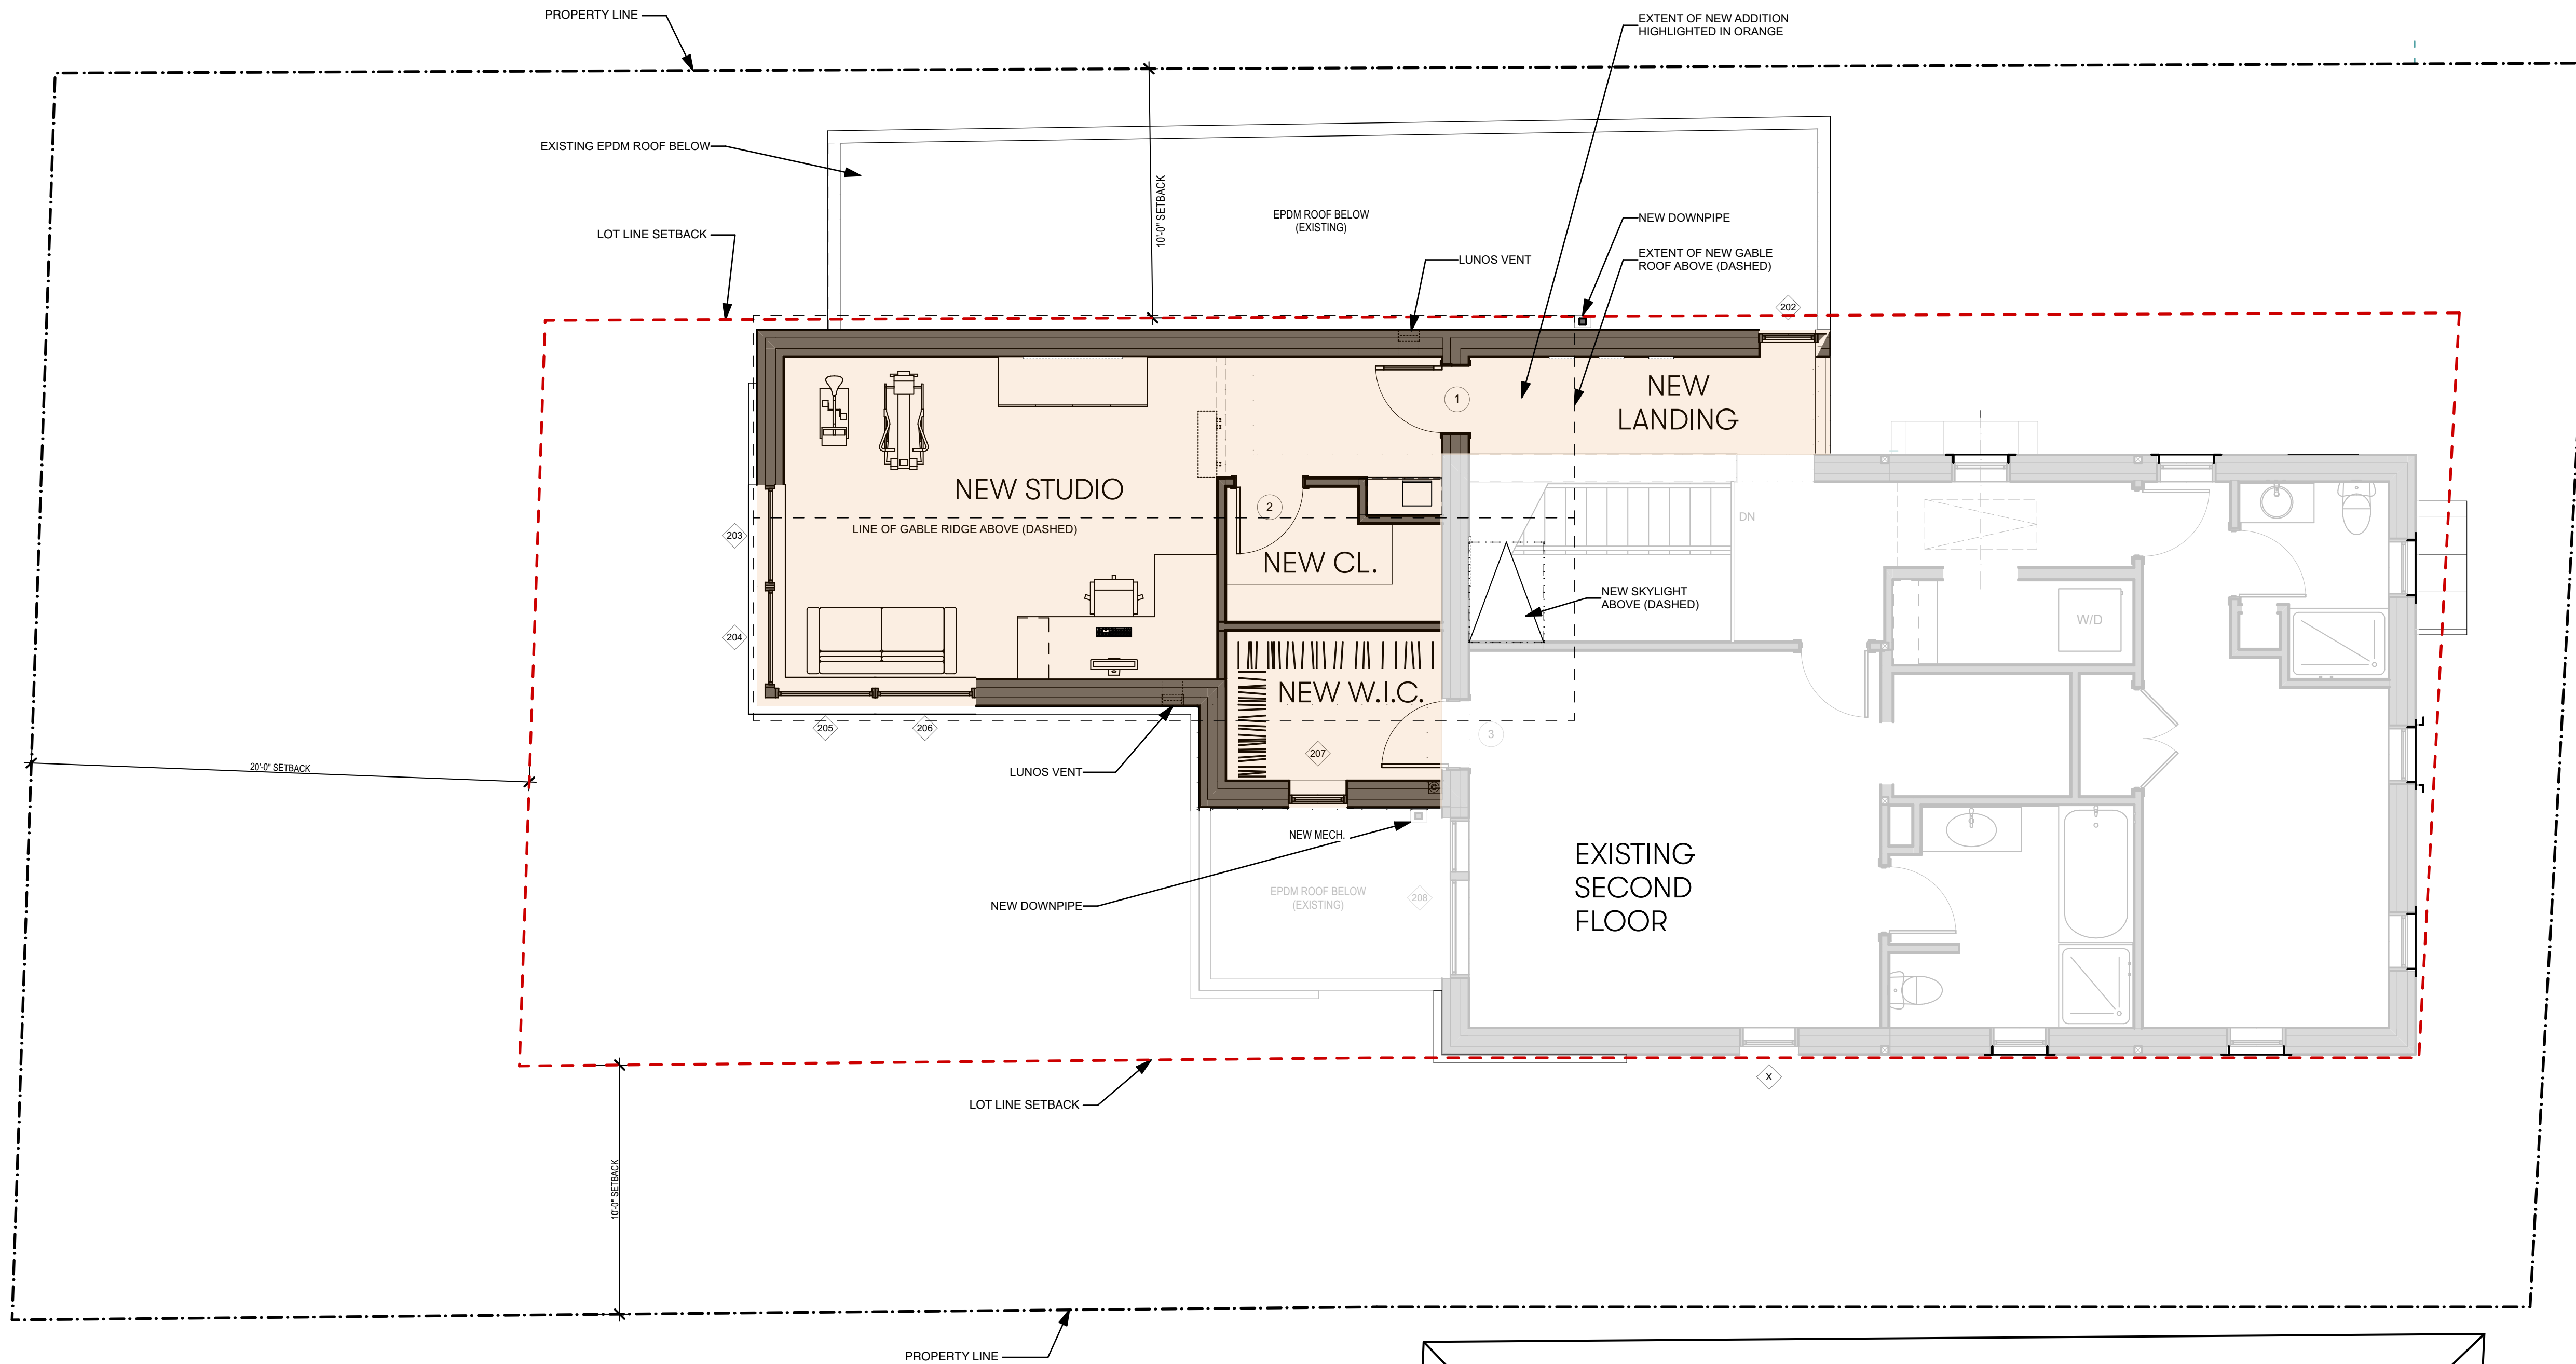 PROPERTY LINE
EXTENT OF NEW ADDITION
HIGHLIGHTED IN ORANGE
EXISTING EPDM ROOF BELOW
10'-0" SETBACK
EPDM ROOF BELOW
(EXISTING)
NEW DOWNPIPE
LOT LINE SETBACK
EXTENT OF NEW GABLE
ROOF ABOVE (DASHED)
LUNOS VENT
202
NEW
LANDING
1
NEW STUDIO
2
LINE OF GABLE RIDGE ABOVE (DASHED)
DN
203
NEW CL.
NEW SKYLIGHT
ABOVE (DASHED)
W/D
204
NEW W.I.C.
205
206
3
207
20'-0" SETBACK
LUNOS VENT
NEW MECH.
EXISTING
SECOND
FLOOR
EPDM ROOF BELOW
(EXISTING)
208
NEW DOWNPIPE
X
LOT LINE SETBACK
10'-0" SETBACK
PROPERTY LINE